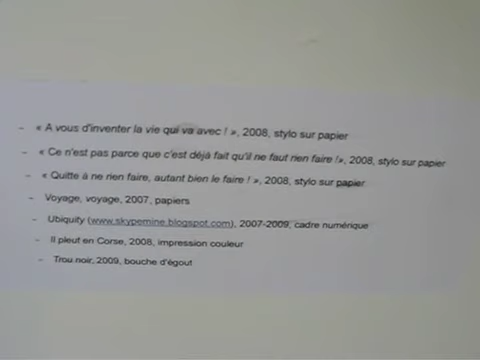 - « A vous d'inventer la vie qui va avec ! », 2008, stylo sur papier
- « Ce n'est pas parce que c'est déjà fait qu'il ne faut rien faire !», 2008, stylo sur papier
- « Quitte à ne rien faire, autant bien le faire ! », 2008, stylo sur papier
- Voyage, voyage, 2007, papiers
- Ubiquity (www.skypemine.blogspot.com), 2007-2009, cadre numérique
- Il pleut en Corse, 2008, impression couleur
- Trou noir, 2009, bouche d'égout